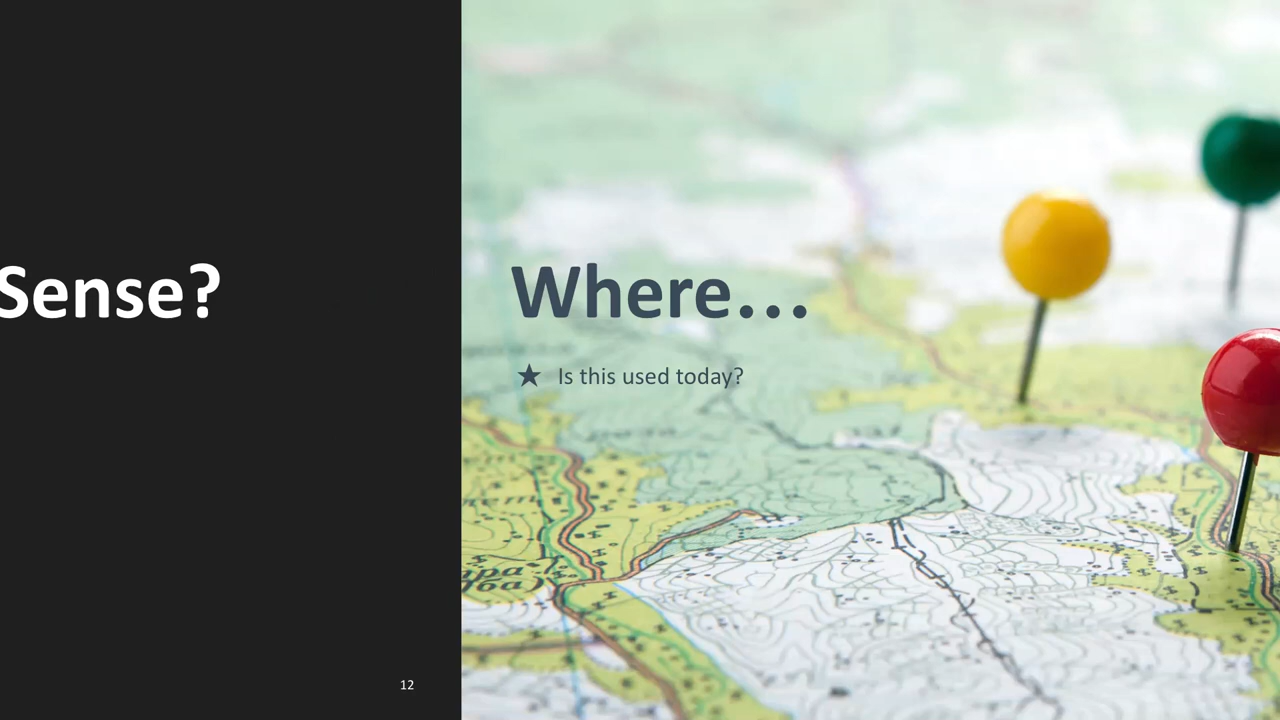 Sense?
Where...
★ Is this used today?
12